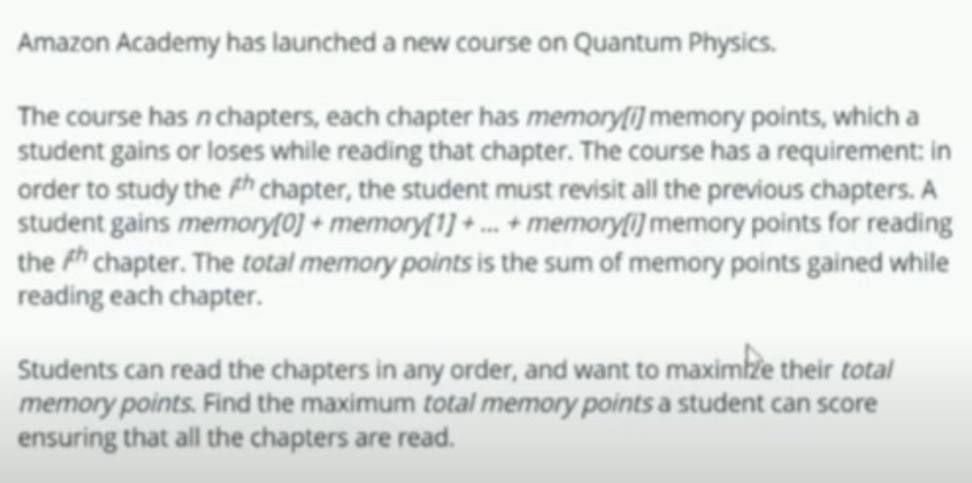 Amazon Academy has launched a new course on Quantum Physics.
The course has n chapters, each chapter has memory[i] memory points, which a
student gains or loses while reading that chapter. The course has a requirement: in
order to study the ith chapter, the student must revisit all the previous chapters. A
student gains memory[0] + memory[1] + ... + memory[i] memory points for reading
the ith chapter. The total memory points is the sum of memory points gained while
reading each chapter.
Students can read the chapters in any order, and want to maximize their total
memory points. Find the maximum total memory points a student can score
ensuring that all the chapters are read.